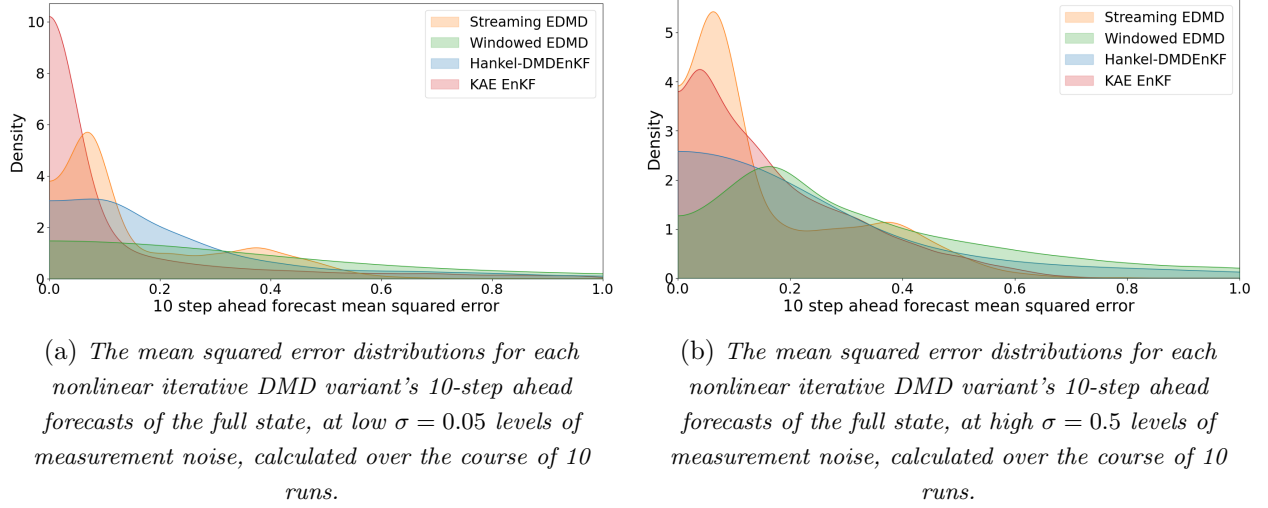 10
8
6
4
2
0
Density
0.0 0.2 0.4 0.6 0.8 1.0
10 step ahead forecast mean squared error
Streaming EDMD
Windowed EDMD
Hankel-DMDEnKF
KAE EnKF
(a) The mean squared error distributions for each
nonlinear iterative DMD variant's 10-step ahead
forecasts of the full state, at low σ = 0.05 levels of
measurement noise, calculated over the course of 10
runs.
5
4
3
2
1
0
Density
0.0 0.2 0.4 0.6 0.8 1.0
10 step ahead forecast mean squared error
Streaming EDMD
Windowed EDMD
Hankel-DMDEnKF
KAE EnKF
(b) The mean squared error distributions for each
nonlinear iterative DMD variant's 10-step ahead
forecasts of the full state, at high σ = 0.5 levels of
measurement noise, calculated over the course of 10
runs.